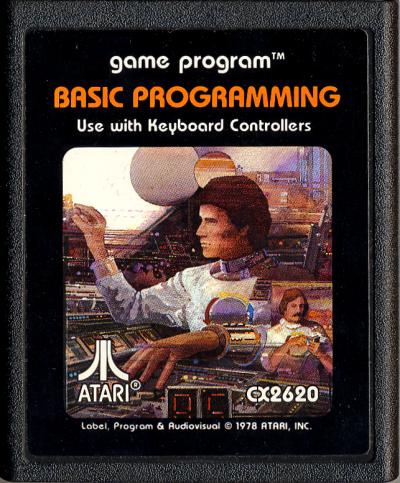 game program™
BASIC PROGRAMMING
Use with Keyboard Controllers
ATARI®
CX2620
Label, Program & Audiovisual © 1978 ATARI, INC.